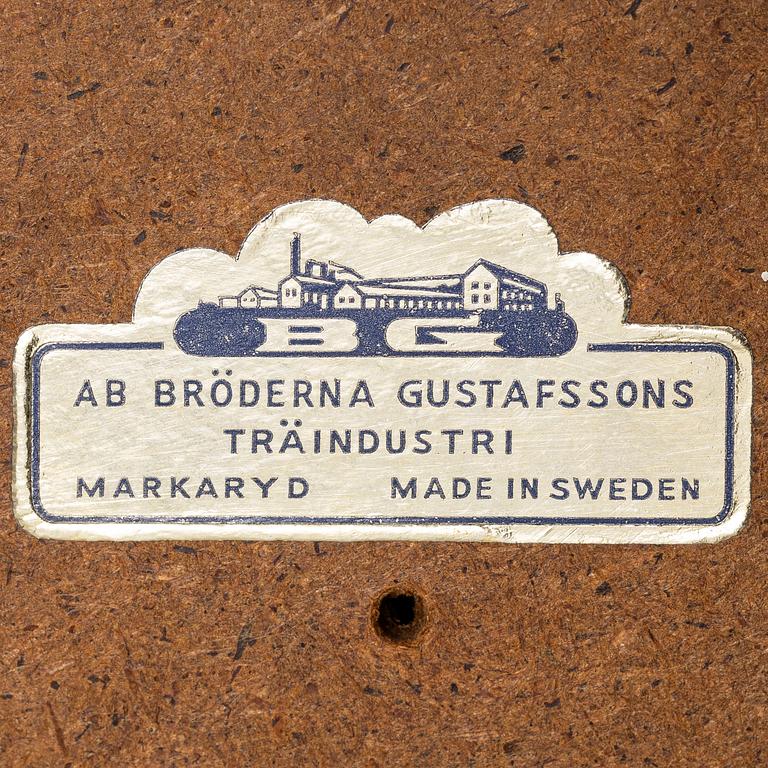 BG
AB BRÖDERNA GUSTAFSSONS
TRÄINDUSTRI
MARKARYD MADE IN SWEDEN